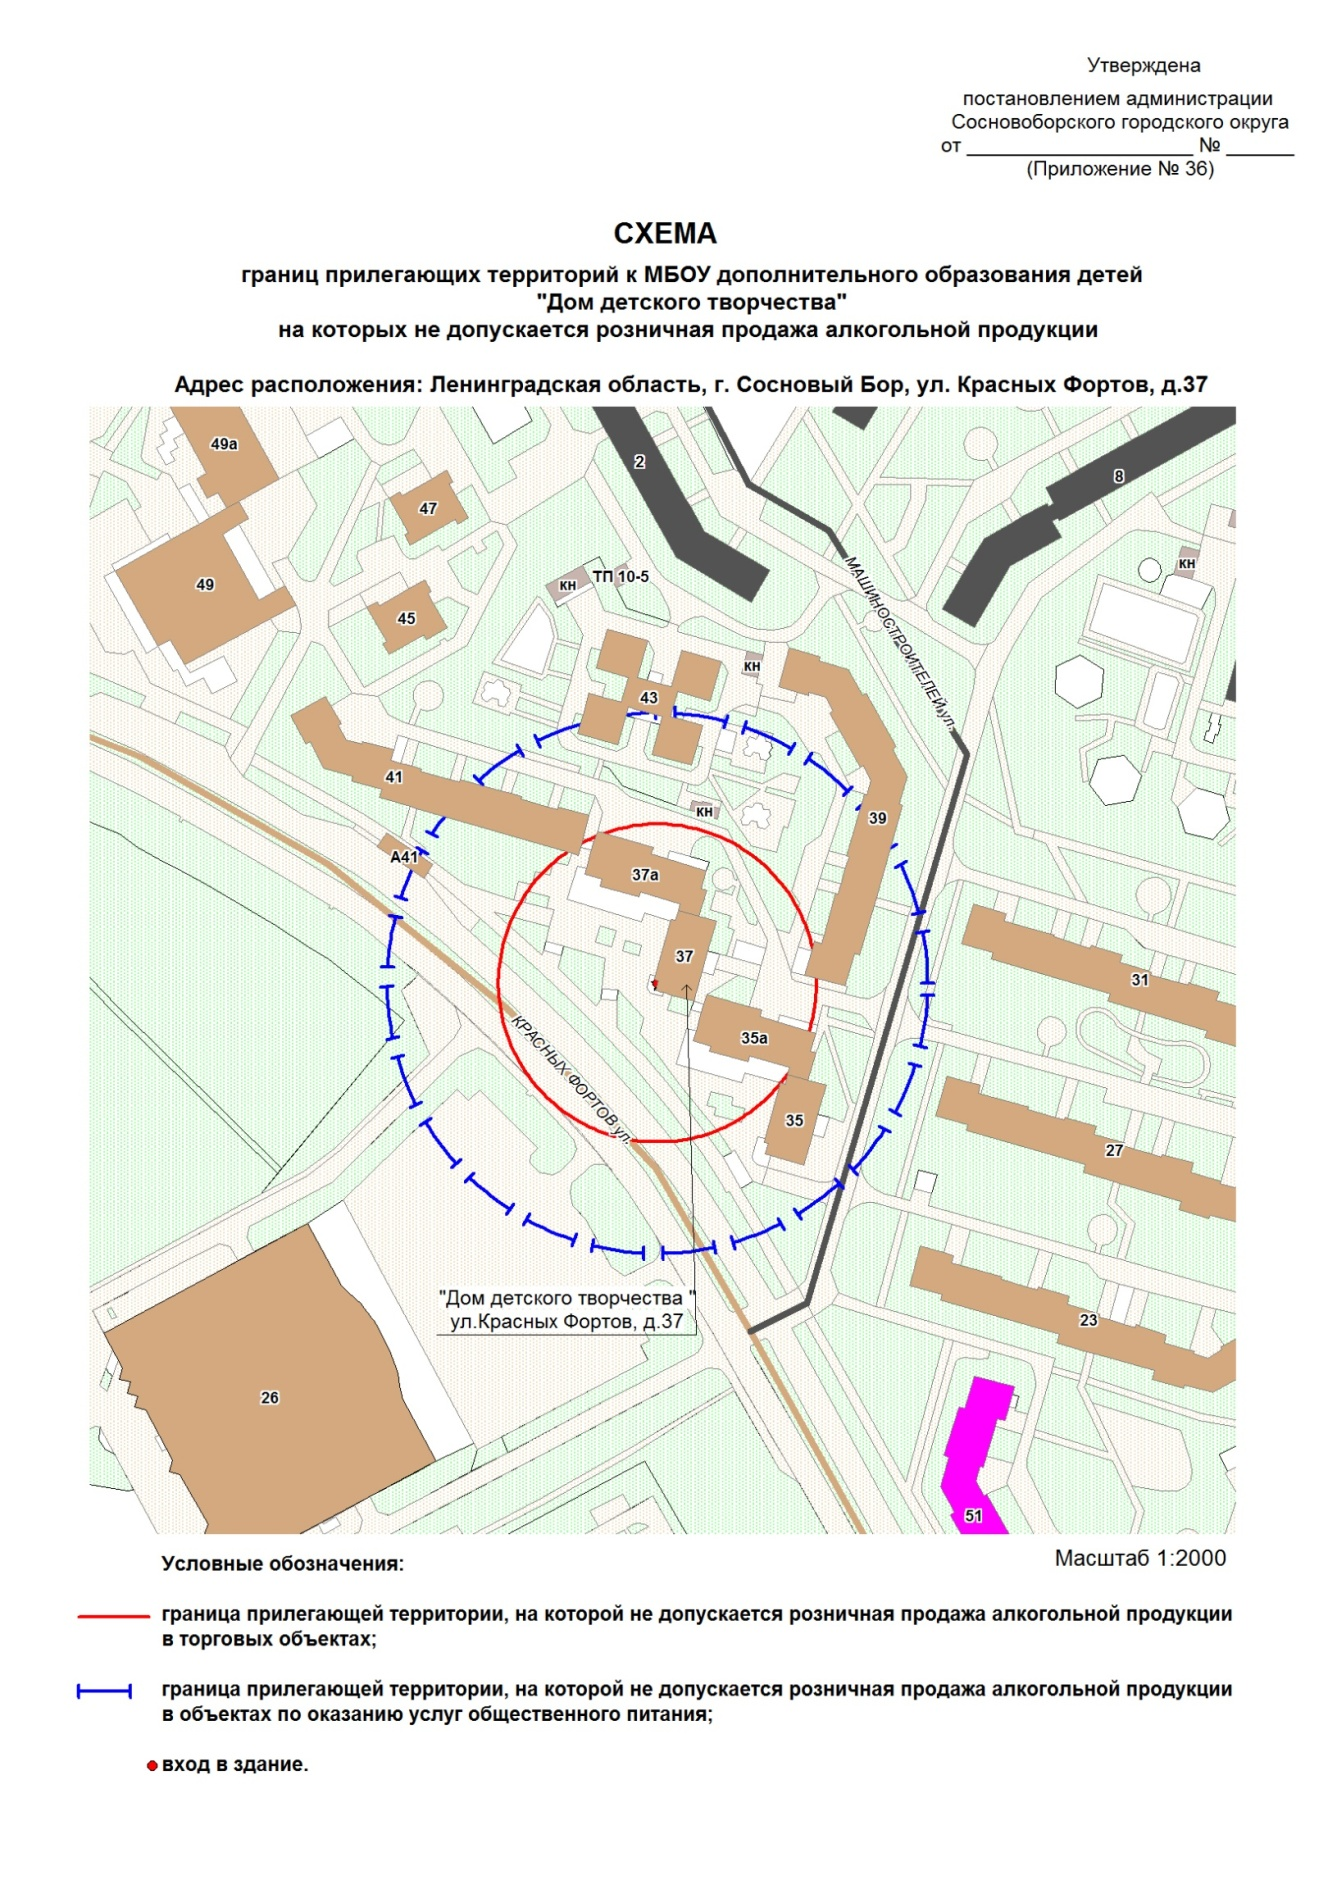 Утверждена
постановлением администрации
Сосновоборского городского округа
от ____________________ № ______
(Приложение № 36)
СХЕМА
границ прилегающих территорий к МБОУ дополнительного образования детей
"Дом детского творчества"
на которых не допускается розничная продажа алкогольной продукции
Адрес расположения: Ленинградская область, г. Сосновый Бор, ул. Красных Фортов, д.37
49а
2
8
47
49
кн
ТП 10-5
кн
45
МАШИНОСТРОИТЕЛЕЙ ул.
43
кн
41
кн
39
А41
37а
37
31
35а
КРАСНЫХ ФОРТОВ ул.
35
27
"Дом детского творчества "
ул.Красных Фортов, д.37
23
26
51
Условные обозначения:
Масштаб 1:2000
граница прилегающей территории, на которой не допускается розничная продажа алкогольной продукции
в торговых объектах;
граница прилегающей территории, на которой не допускается розничная продажа алкогольной продукции
в объектах по оказанию услуг общественного питания;
вход в здание.